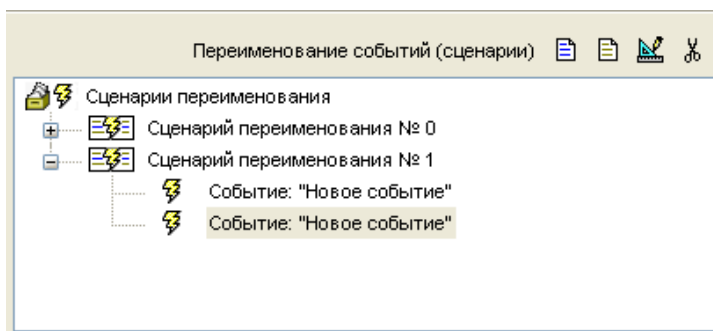 Переименование событий (сценарии)
Сценарии переименования
Сценарий переименования № 0
Сценарий переименования № 1
Событие: "Новое событие"
Событие: "Новое событие"